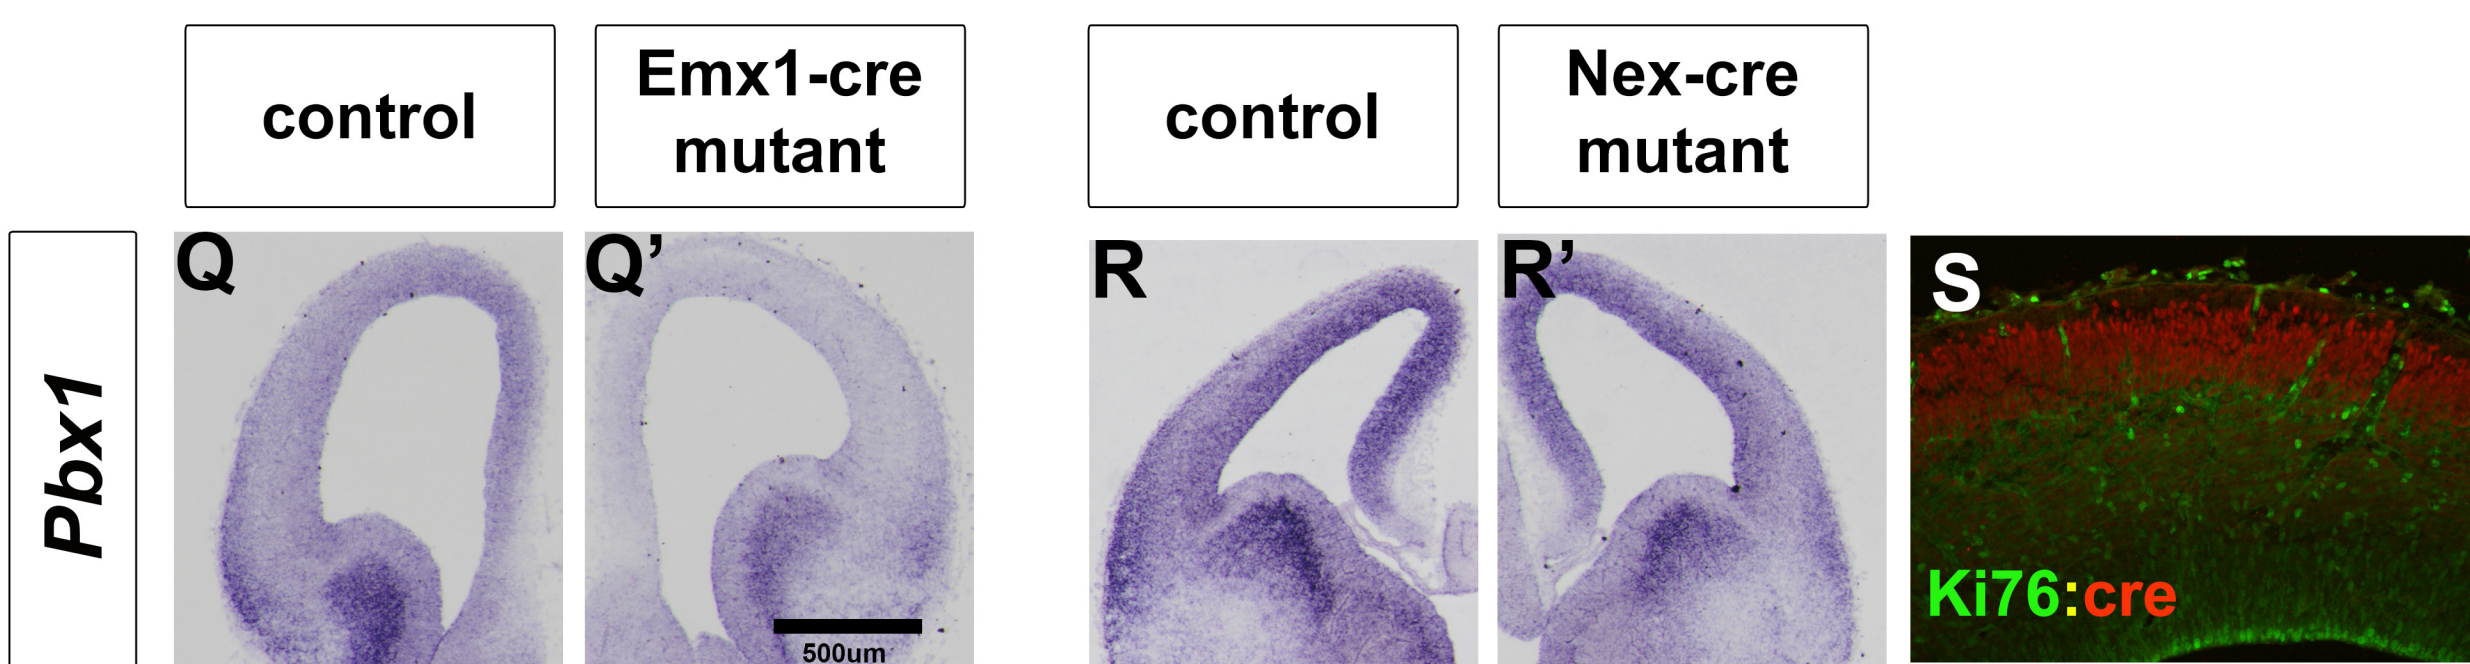 control
Emx1-cre
mutant
control
Nex-cre
mutant
Pbx1
Q
Q’
R
R’
S
500um
Ki76:cre